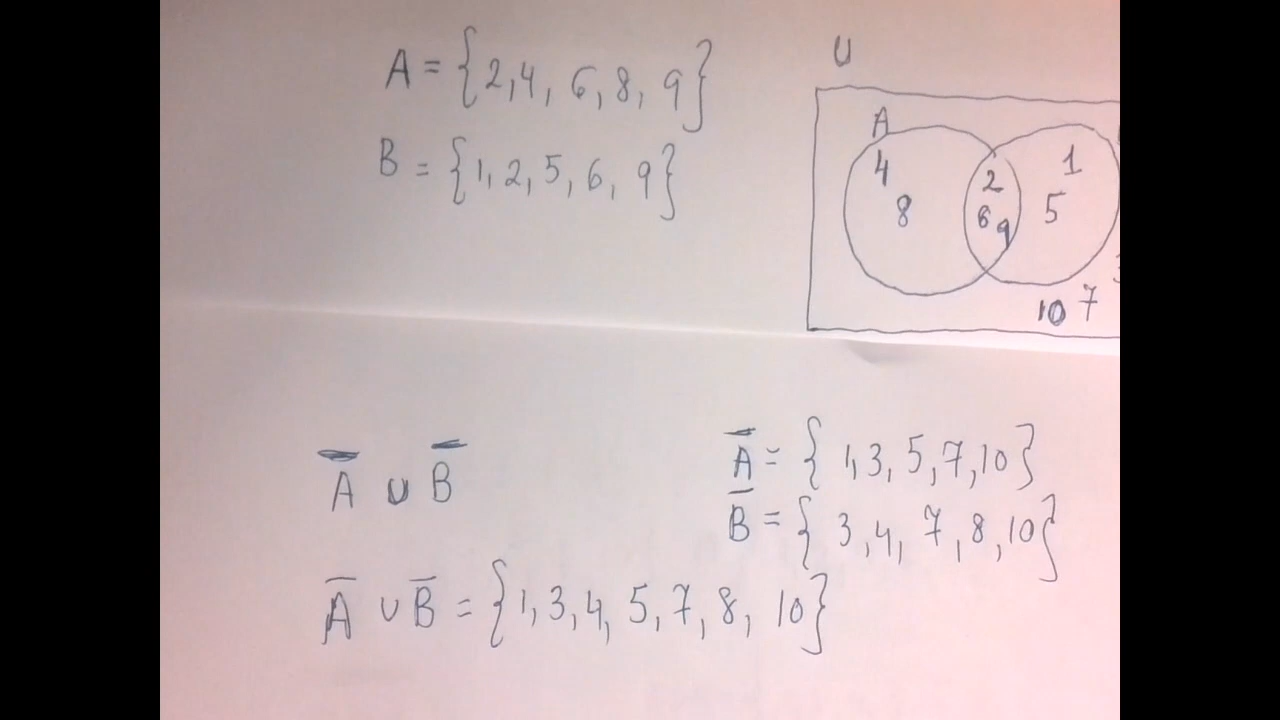 A = {2,4, 6,8, 9}
B = {1, 2, 5, 6, 9}
U
A
4
8
2
6 9
1
5
10 7
A̅ ∪ B̅
A̅ = { 1,3, 5,7,10}
B̅ = { 3,4, 7,8,10}
A̅ ∪ B̅ = {1,3,4, 5,7,8, 10}